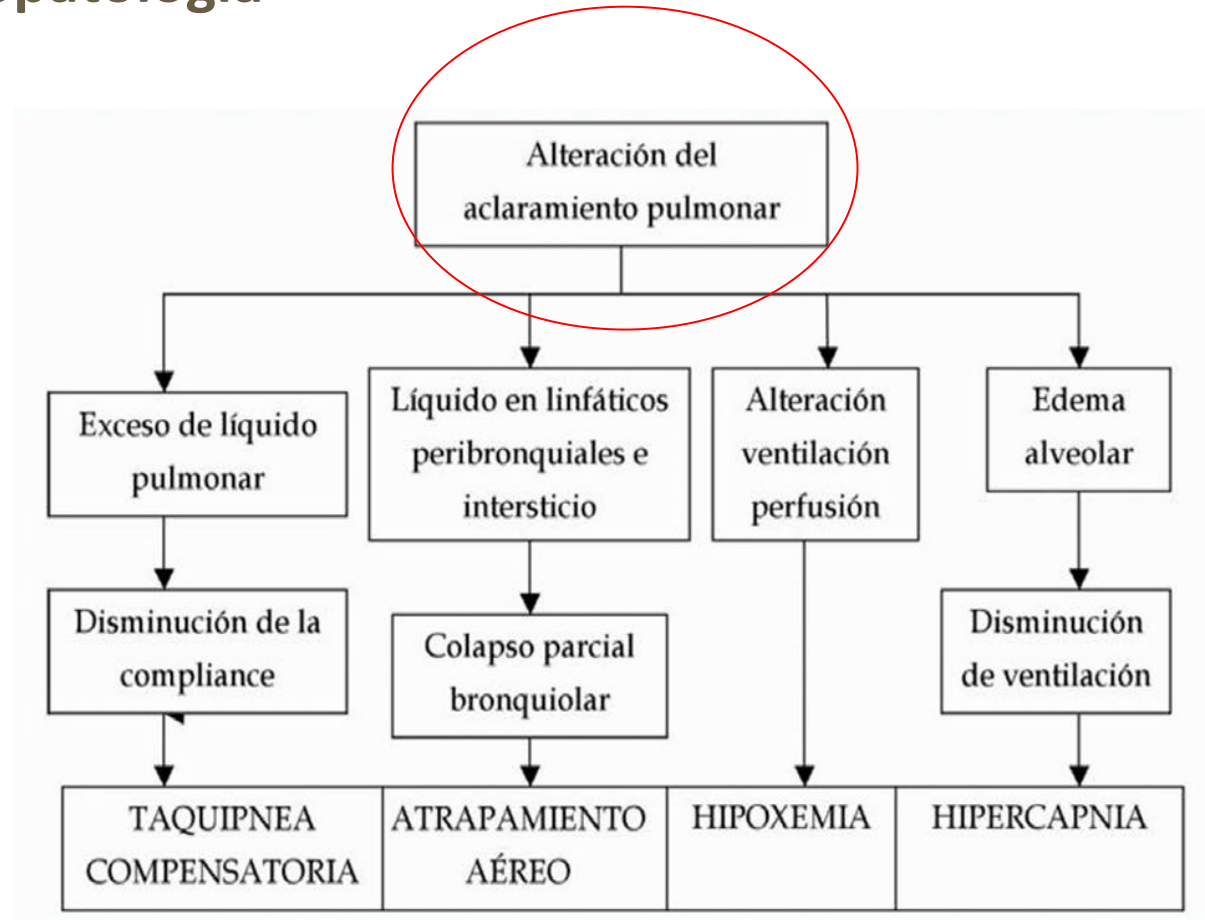 Alteración del
aclaramiento pulmonar
Exceso de líquido
pulmonar
Líquido en linfáticos
peribronquiales e
intersticio
Alteración
ventilación
perfusión
Edema
alveolar
Disminución de la
compliance
Colapso parcial
bronquiolar
Disminución
de ventilación
TAQUIPNEA
COMPENSATORIA
ATRAPAMIENTO
AÉREO
HIPOXEMIA
HIPERCAPNIA